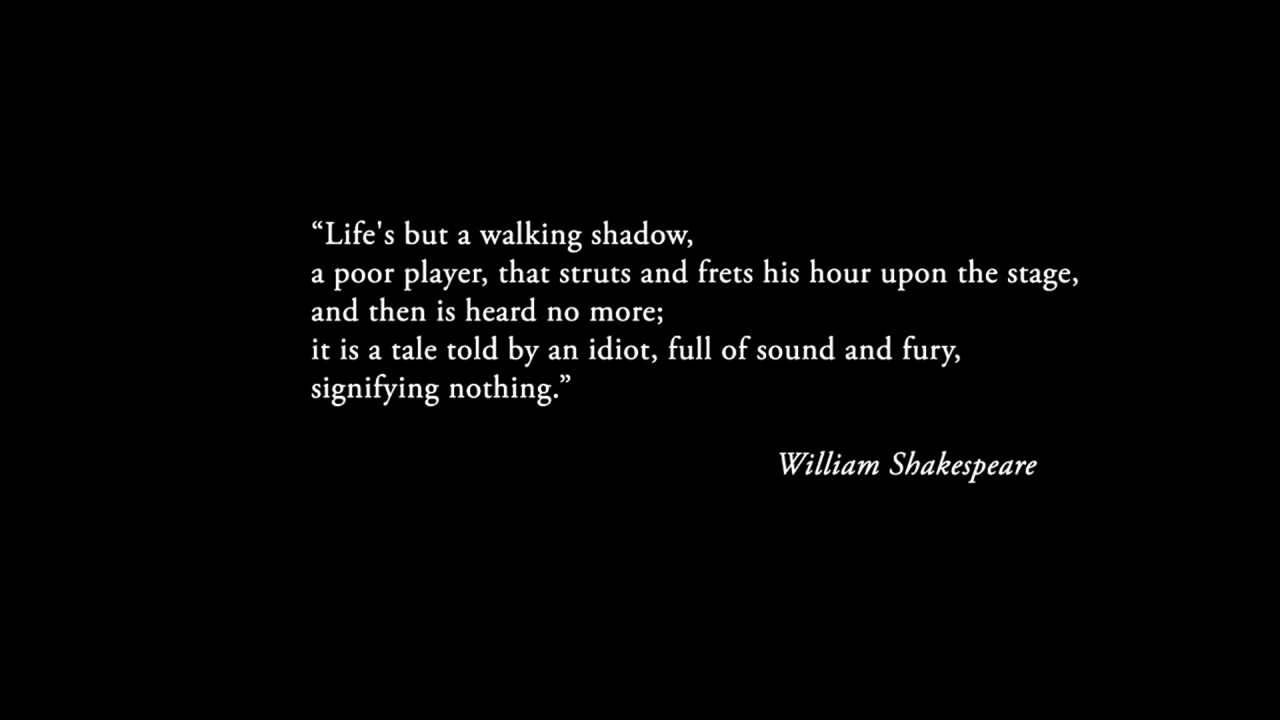 “Life's but a walking shadow,
a poor player, that struts and frets his hour upon the stage,
and then is heard no more;
it is a tale told by an idiot, full of sound and fury,
signifying nothing.”
William Shakespeare